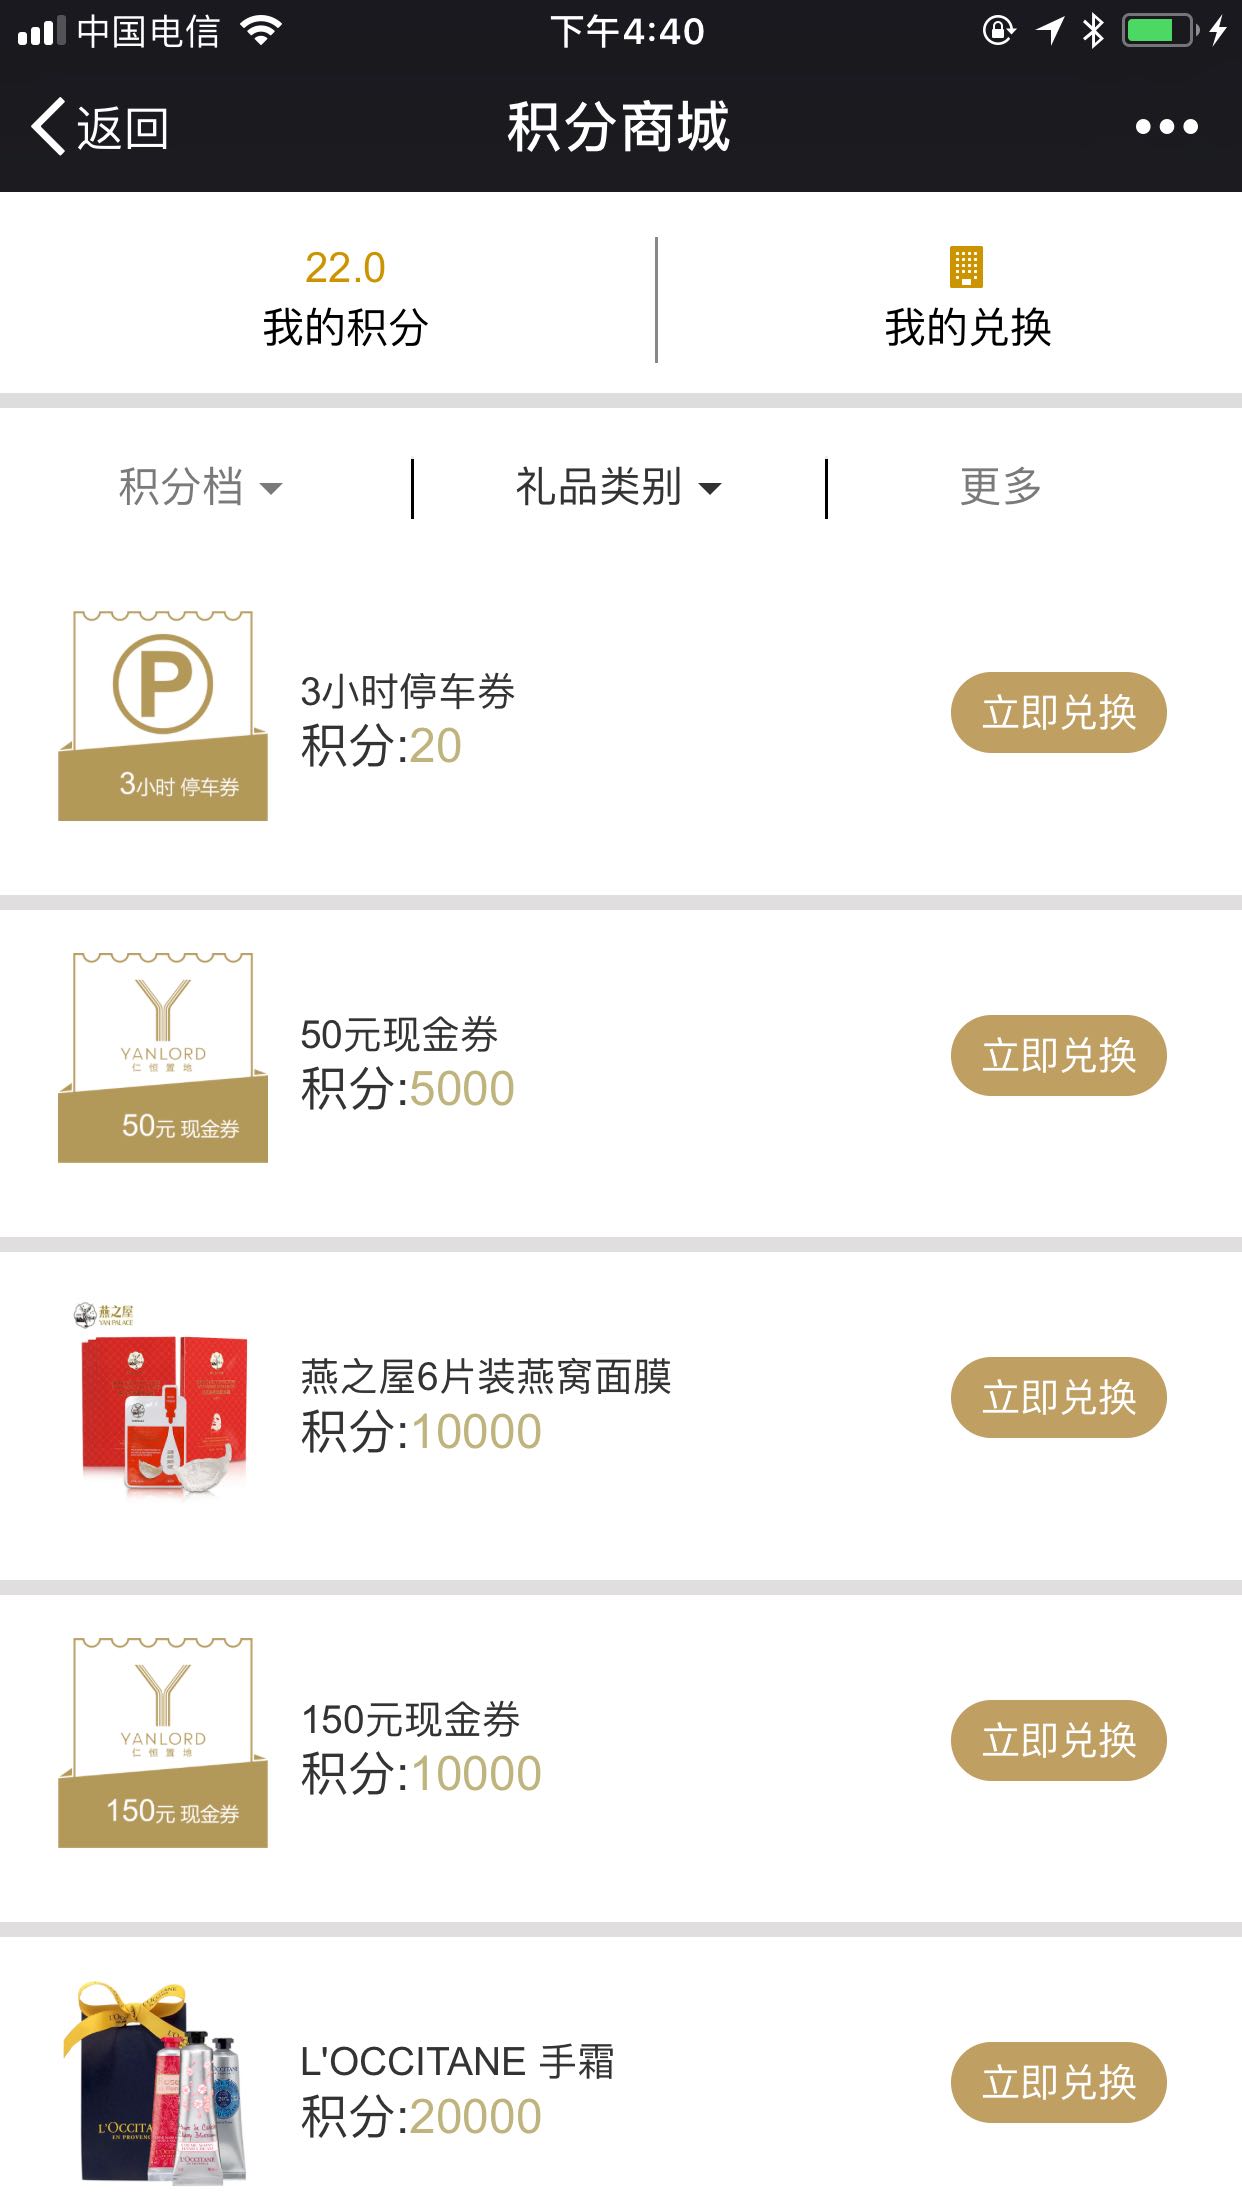 中国电信
下午4:40
返回
积分商城
22.0
我的积分
我的兑换
积分档
礼品类别
更多
P
3小时 停车券
3小时停车券
积分:20
立即兑换
YANLORD
仁恒置地
50元 现金券
50元现金券
积分:5000
立即兑换
燕之屋
YAN PALACE
燕之屋6片装燕窝面膜
积分:10000
立即兑换
YANLORD
仁恒置地
150元 现金券
150元现金券
积分:10000
立即兑换
L'OCCITA
EN PROVENC
L'OCCITANE
L'OCCITANE 手霜
积分:20000
立即兑换